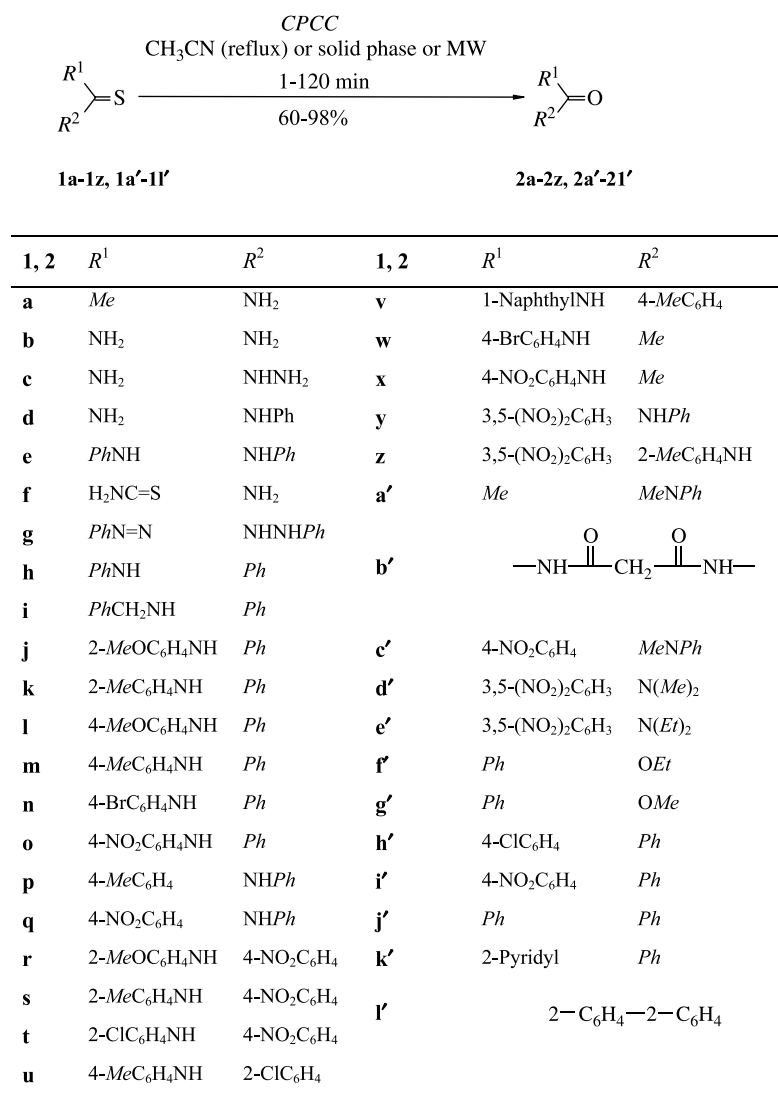 CPCC
CH₃CN (reflux) or solid phase or MW
1-120 min
60-98%
R¹
R²
=S
R¹
R²
=O
1a-1z, 1a′-1l′
2a-2z, 2a′-2l′
1, 2 R¹ R² 1, 2 R¹ R²
a Me NH₂ v 1-NaphthylNH 4-MeC₆H₄
b NH₂ NH₂ w 4-BrC₆H₄NH Me
c NH₂ NHNH₂ x 4-NO₂C₆H₄NH Me
d NH₂ NHPh y 3,5-(NO₂)₂C₆H₃ NHPh
e PhNH NHPh z 3,5-(NO₂)₂C₆H₃ 2-MeC₆H₄NH
f H₂NC=S NH₂ a′ Me MeNPh
g PhN=N NHNHPh
h PhNH Ph b′ —NH—C(=O)—CH₂—C(=O)—NH—
i PhCH₂NH Ph
j 2-MeOC₆H₄NH Ph c′ 4-NO₂C₆H₄ MeNPh
k 2-MeC₆H₄NH Ph d′ 3,5-(NO₂)₂C₆H₃ N(Me)₂
l 4-MeOC₆H₄NH Ph e′ 3,5-(NO₂)₂C₆H₃ N(Et)₂
m 4-MeC₆H₄NH Ph f′ Ph OEt
n 4-BrC₆H₄NH Ph g′ Ph OMe
o 4-NO₂C₆H₄NH Ph h′ 4-ClC₆H₄ Ph
p 4-MeC₆H₄ NHPh i′ 4-NO₂C₆H₄ Ph
q 4-NO₂C₆H₄ NHPh j′ Ph Ph
r 2-MeOC₆H₄NH 4-NO₂C₆H₄ k′ 2-Pyridyl Ph
s 2-MeC₆H₄NH 4-NO₂C₆H₄ l′ 2—C₆H₄—2—C₆H₄
t 2-ClC₆H₄NH 4-NO₂C₆H₄
u 4-MeC₆H₄NH 2-ClC₆H₄